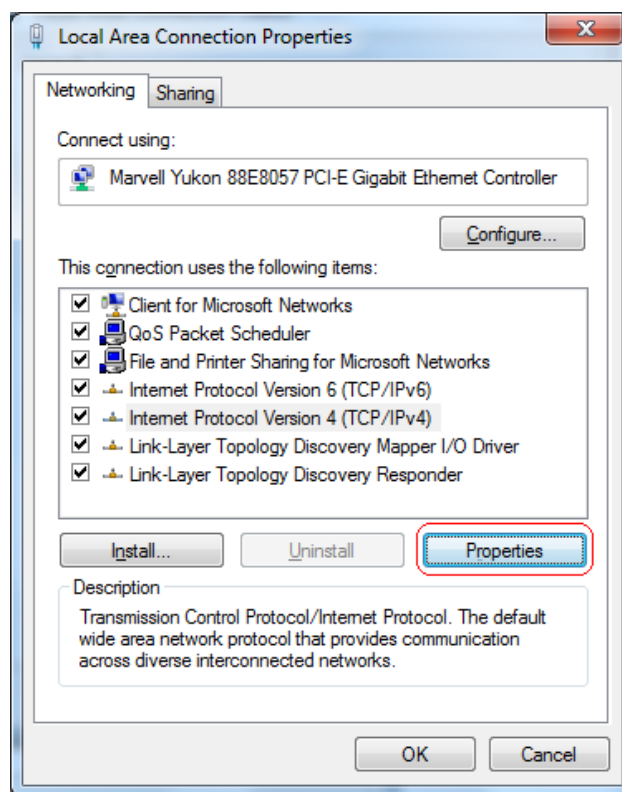 Local Area Connection Properties
Networking Sharing
Connect using:
Marvell Yukon 88E8057 PCI-E Gigabit Ethernet Controller
Configure...
This connection uses the following items:
Client for Microsoft Networks
QoS Packet Scheduler
File and Printer Sharing for Microsoft Networks
Internet Protocol Version 6 (TCP/IPv6)
Internet Protocol Version 4 (TCP/IPv4)
Link-Layer Topology Discovery Mapper I/O Driver
Link-Layer Topology Discovery Responder
Install... Uninstall Properties
Description
Transmission Control Protocol/Internet Protocol. The default
wide area network protocol that provides communication
across diverse interconnected networks.
OK Cancel